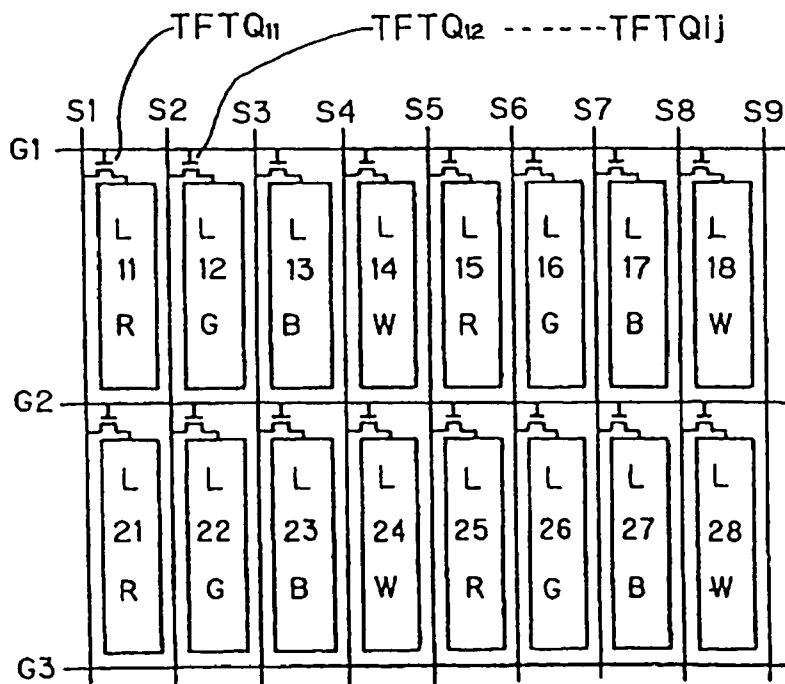 TFTQ11 TFTQ12 ------TFTQij
S1 S2 S3 S4 S5 S6 S7 S8 S9
G1
L L L L L L L L
11 12 13 14 15 16 17 18
R G B W R G B W
G2
L L L L L L L L
21 22 23 24 25 26 27 28
R G B W R G B W
G3